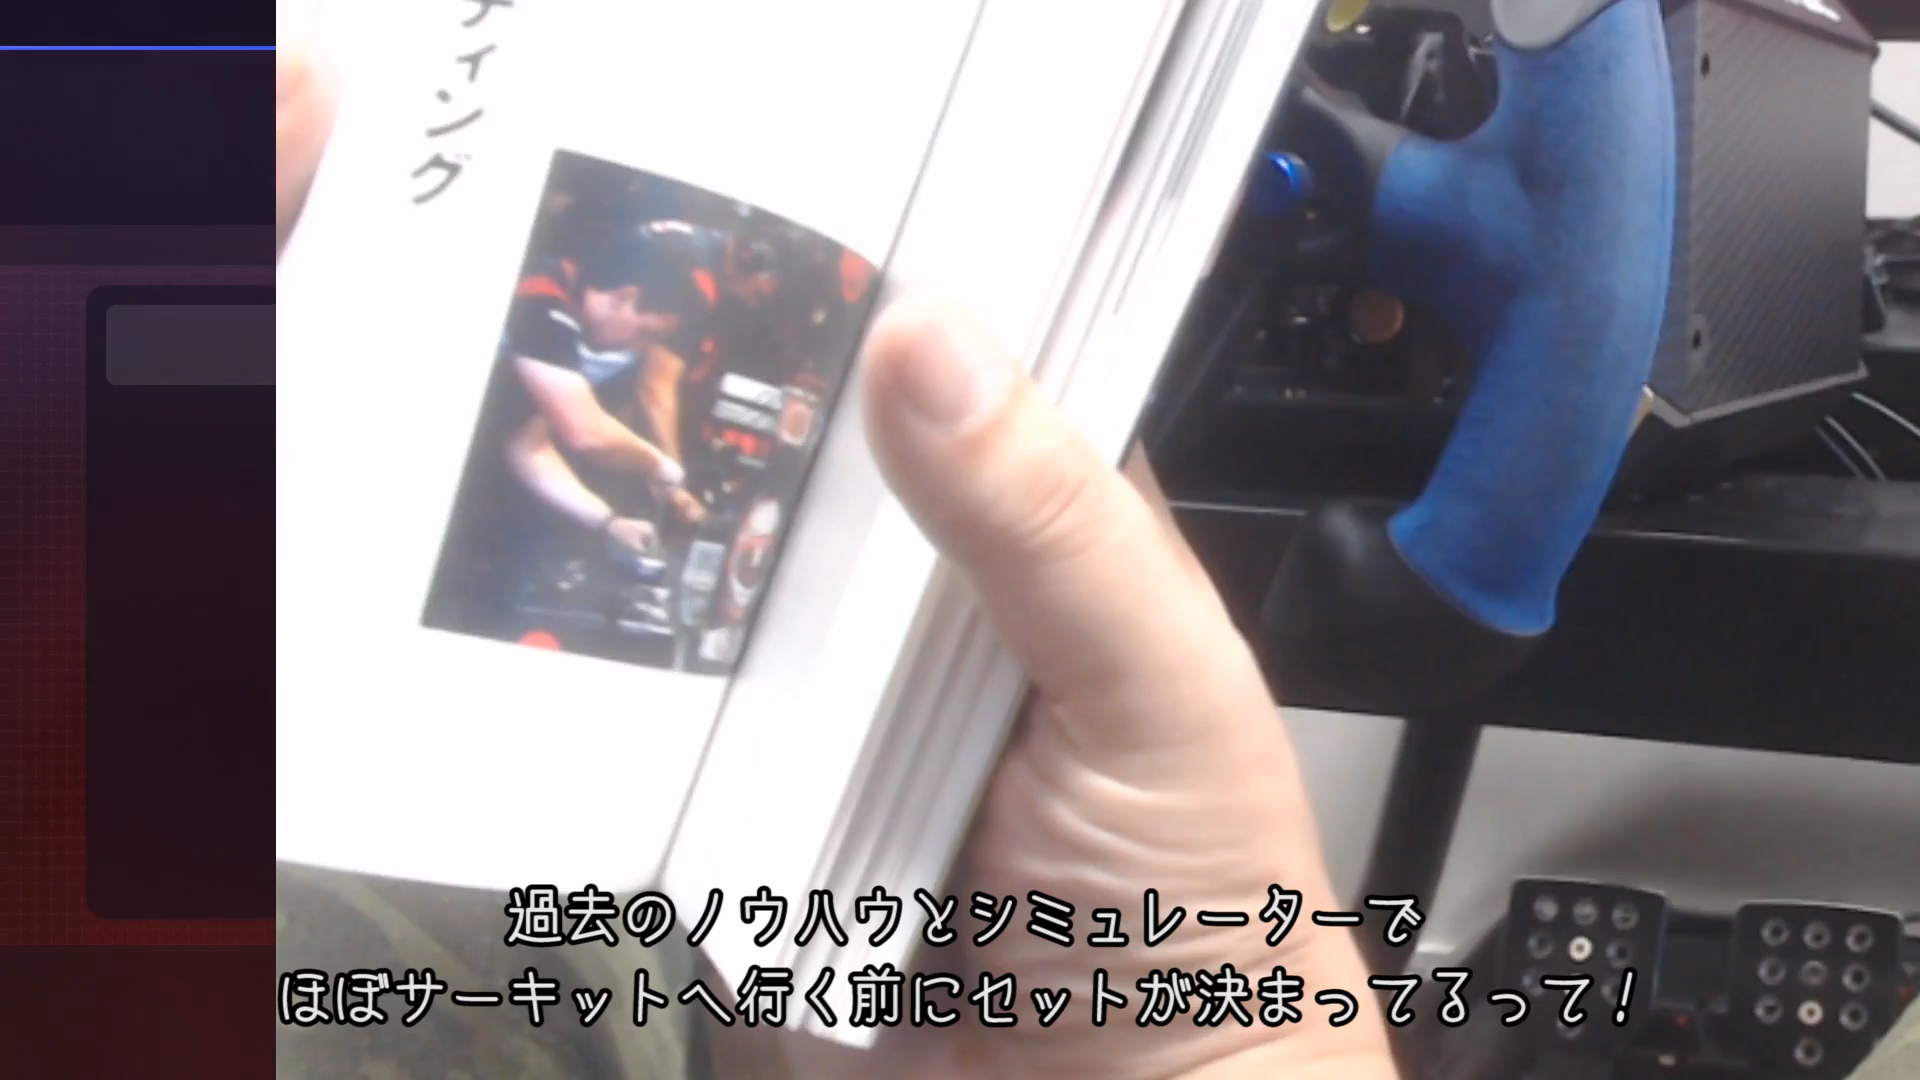 ティング
過去のノウハウとシミュレーターで
ほぼサーキットへ行く前にセットが決まってるって！